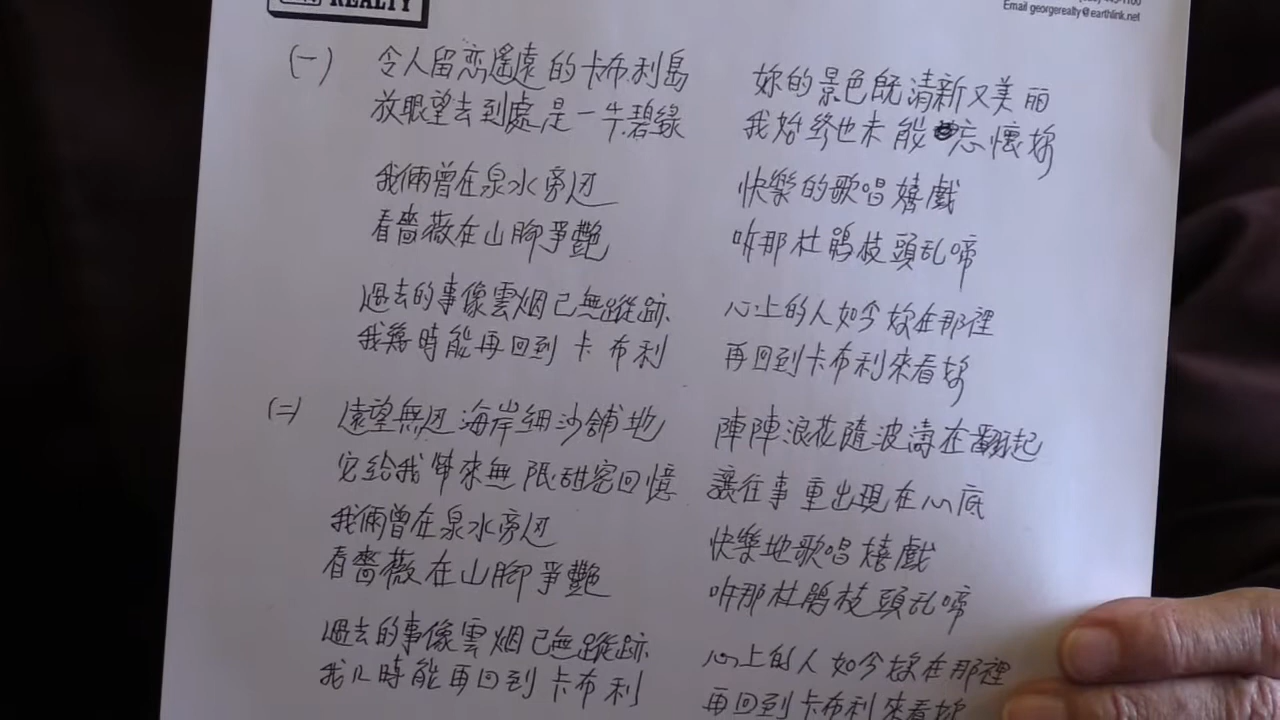 REALTY
Email georgerealty@earthlink.net
(一) 令人留恋遙遠的卡布利島 妳的景色既清新又美丽
放眼望去到處是一片碧綠 我始終也未能忘懷妳
我倆曾在泉水旁边 快樂的歌唱嬉戲
看薔薇在山腳爭艷 听那杜鵑枝頭乱啼
過去的事像雲烟已無蹤跡 心上的人如今妳在那裡
我幾時能再回到卡布利 再回到卡布利來看妳
(二) 遠望無边海岸细沙舖地 陣陣浪花隨波濤在翻起
它给我帶來無限甜密回憶 讓往事重出現在心底
我倆曾在泉水旁边 快樂地歌唱嬉戲
看薔薇在山腳爭艷 听那杜鵑枝頭乱啼
過去的事像雲烟已無蹤跡 心上的人如今妳在那裡
我几時能再回到卡布利 再回到卡布利來看妳